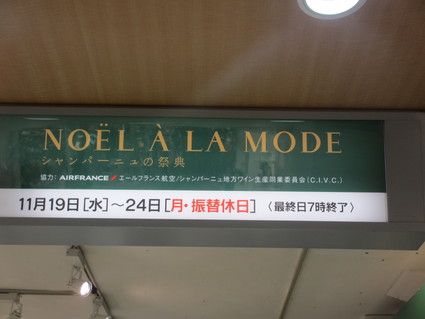 NOËL À LA MODE
シャンパーニュの祭典
協力: AIRFRANCE エールフランス航空/シャンパーニュ地方ワイン生産同業委員会(C.I.V.C.)
11月19日[水]～24日[月・振替休日] 〈最終日7時終了〉